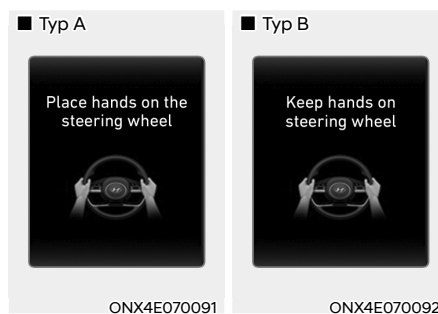 ■ Typ A
Place hands on the
steering wheel
ONX4E070091
■ Typ B
Keep hands on
steering wheel
ONX4E070092